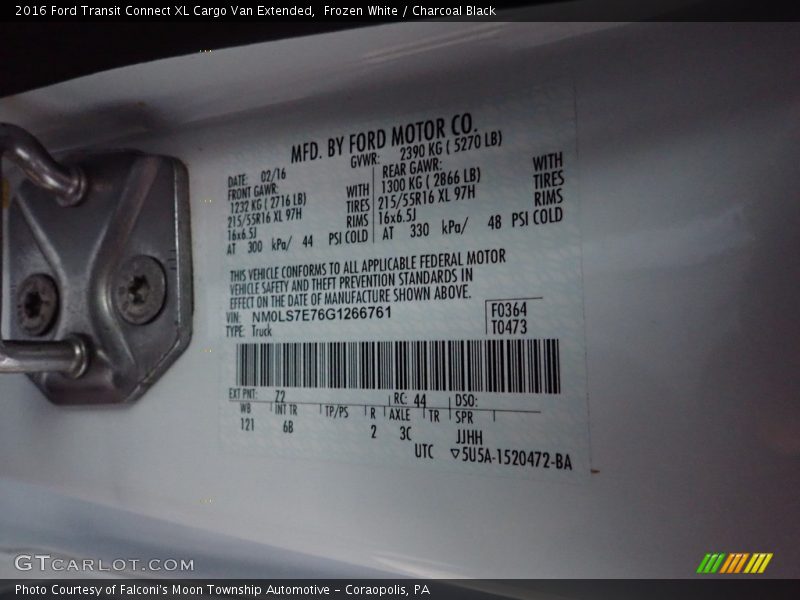 2016 Ford Transit Connect XL Cargo Van Extended,  Frozen White / Charcoal Black
MFD. BY FORD MOTOR CO.
DATE: 02/16
GVWR: 2390 KG ( 5270 LB)
FRONT GAWR:
1232 KG ( 2716 LB)
215/55R16 XL 97H
16x6.5J
WITH
TIRES
RIMS
AT 300 kPa/ 44 PSI COLD
REAR GAWR:
1300 KG ( 2866 LB)
215/55R16 XL 97H
16x6.5J
WITH
TIRES
RIMS
AT 330 kPa/ 48 PSI COLD
THIS VEHICLE CONFORMS TO ALL APPLICABLE FEDERAL MOTOR
VEHICLE SAFETY AND THEFT PREVENTION STANDARDS IN
EFFECT ON THE DATE OF MANUFACTURE SHOWN ABOVE.
VIN: NM0LS7E76G1266761
TYPE: Truck
F0364
T0473
EXT PNT: 7Z RC: 44 DSO:
WB INT TR TP/PS R AXLE TR SPR
121 6B 2 3C JJHH
UTC ▽5U5A-1520472-BA
GTCARLOT.COM
Photo Courtesy of Falconi's Moon Township Automotive – Coraopolis, PA